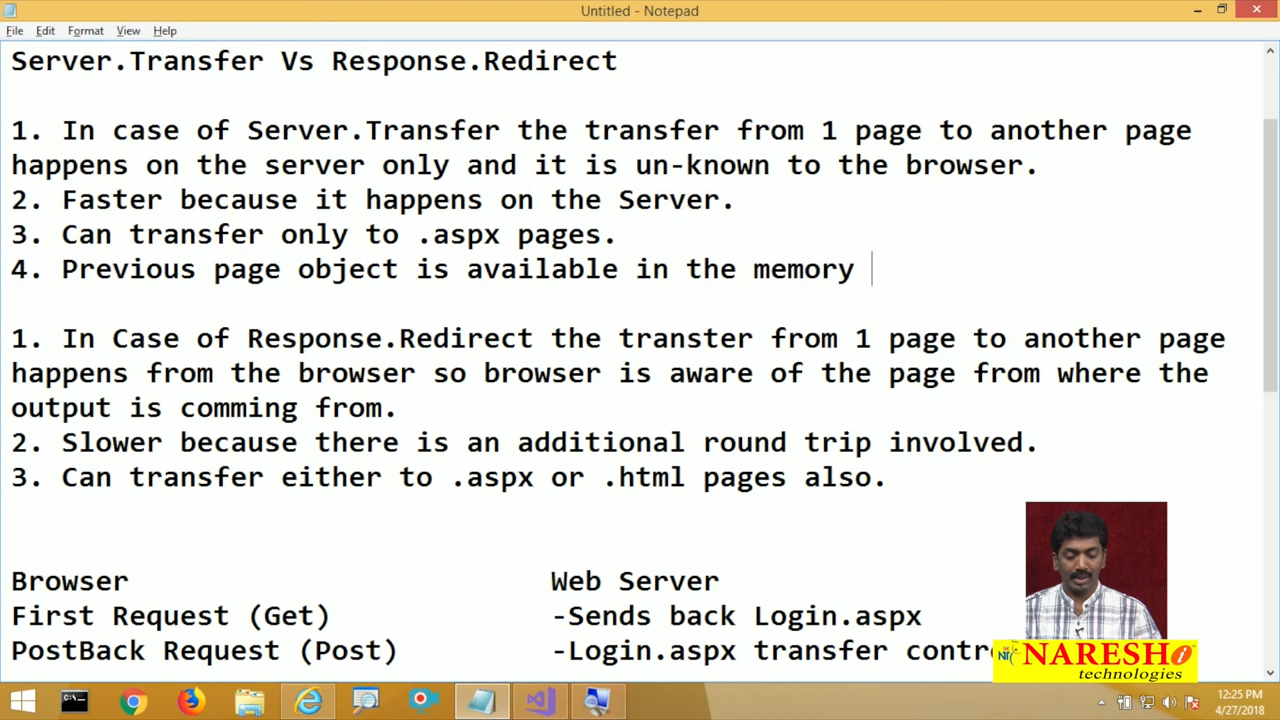 Untitled - Notepad
File Edit Format View Help
Server.Transfer Vs Response.Redirect
1. In case of Server.Transfer the transfer from 1 page to another page
happens on the server only and it is un-known to the browser.
2. Faster because it happens on the Server.
3. Can transfer only to .aspx pages.
4. Previous page object is available in the memory
1. In Case of Response.Redirect the transter from 1 page to another page
happens from the browser so browser is aware of the page from where the
output is comming from.
2. Slower because there is an additional round trip involved.
3. Can transfer either to .aspx or .html pages also.
Browser Web Server
First Request (Get) -Sends back Login.aspx
PostBack Request (Post) -Login.aspx transfer contro
NARESH i
technologies
12:25 PM
4/27/2018